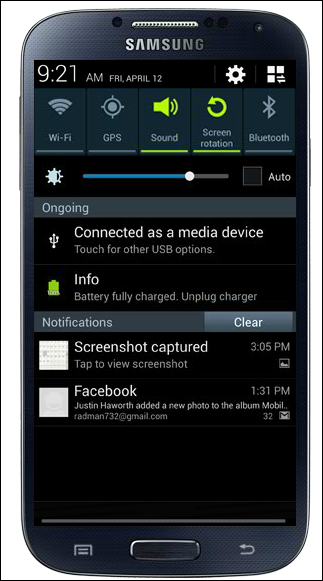 SAMSUNG
9:21 AM FRI, APRIL 12
Wi-Fi GPS Sound Screen rotation Bluetooth
Auto
Ongoing
Connected as a media device
Touch for other USB options.
100%
Info
Battery fully charged. Unplug charger
Notifications Clear
Screenshot captured 3:05 PM
Tap to view screenshot
Facebook 1:31 PM
Justin Haworth added a new photo to the album Mobil..
radman732@gmail.com 32